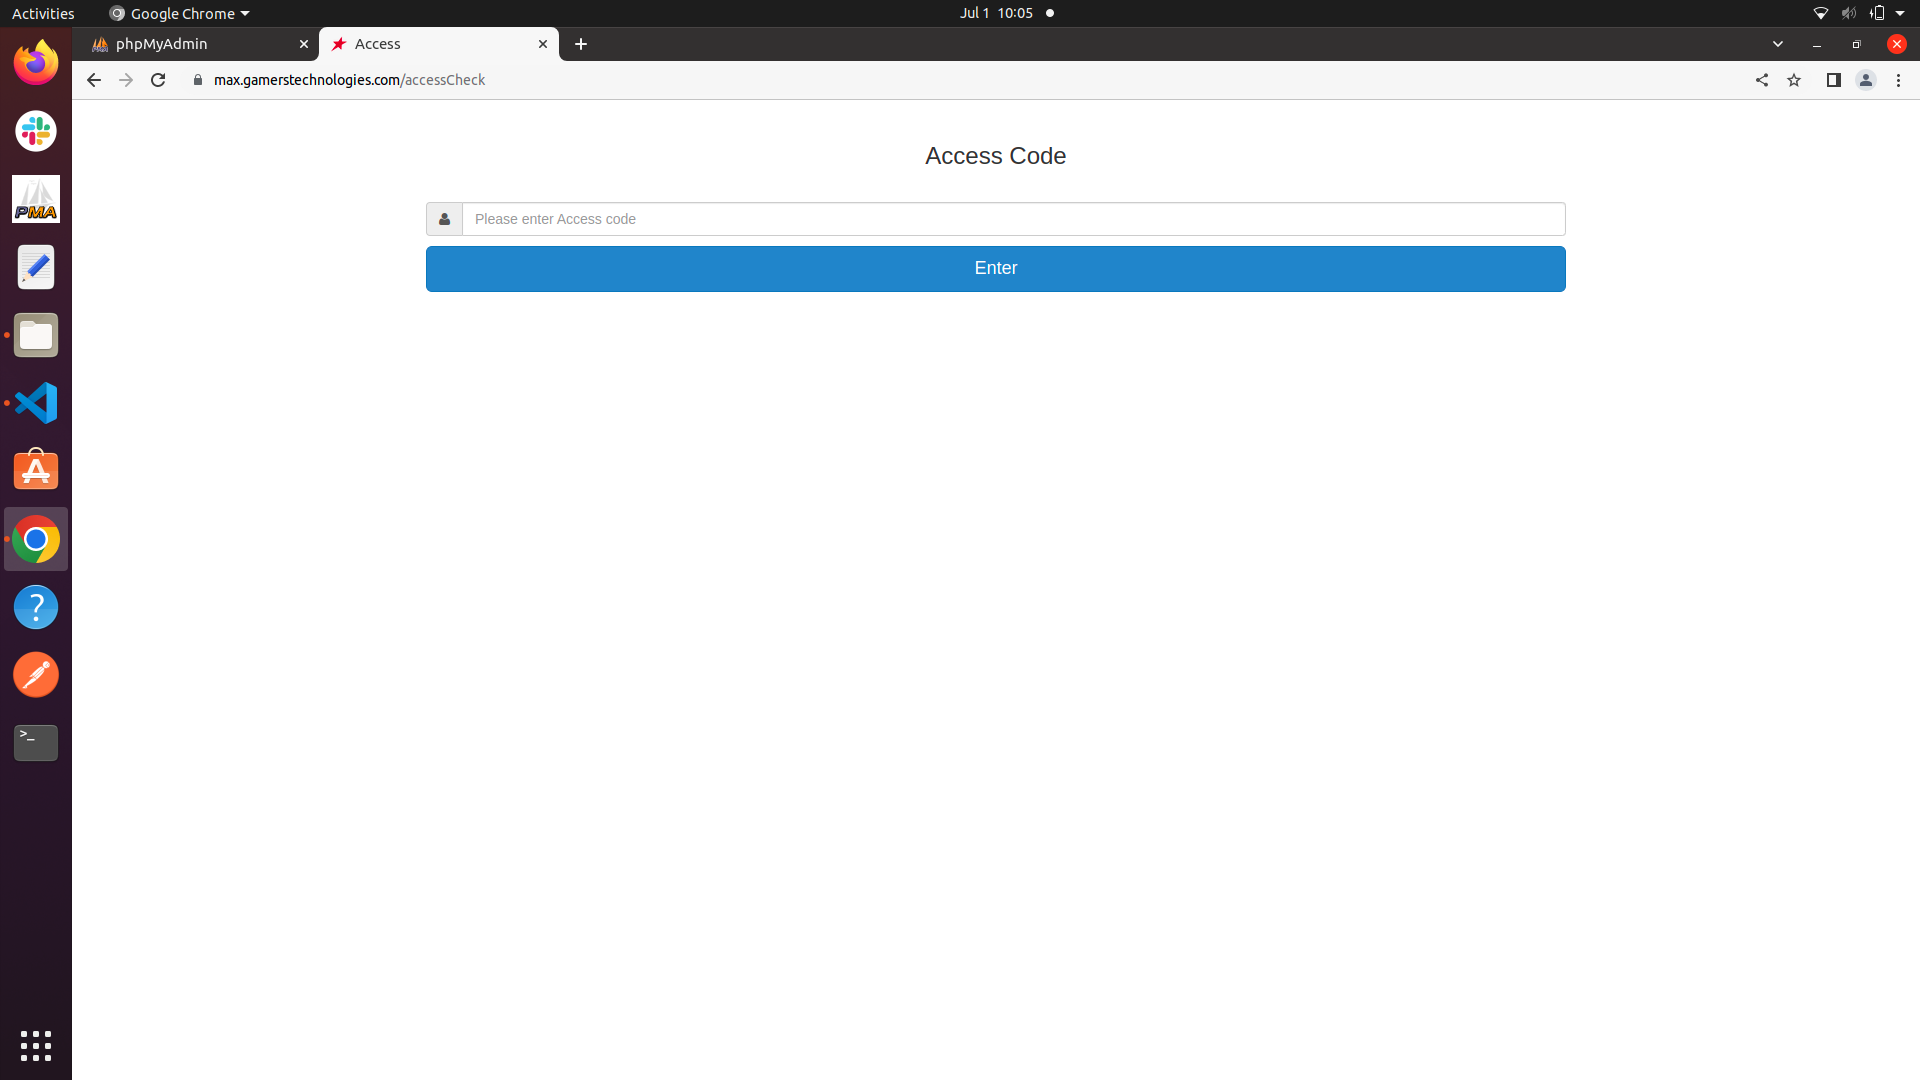 Activities
Google Chrome
Jul 1 10:05
phpMyAdmin
Access
max.gamerstechnologies.com/accessCheck
Access Code
Please enter Access code
Enter
PMA
A
?
>_